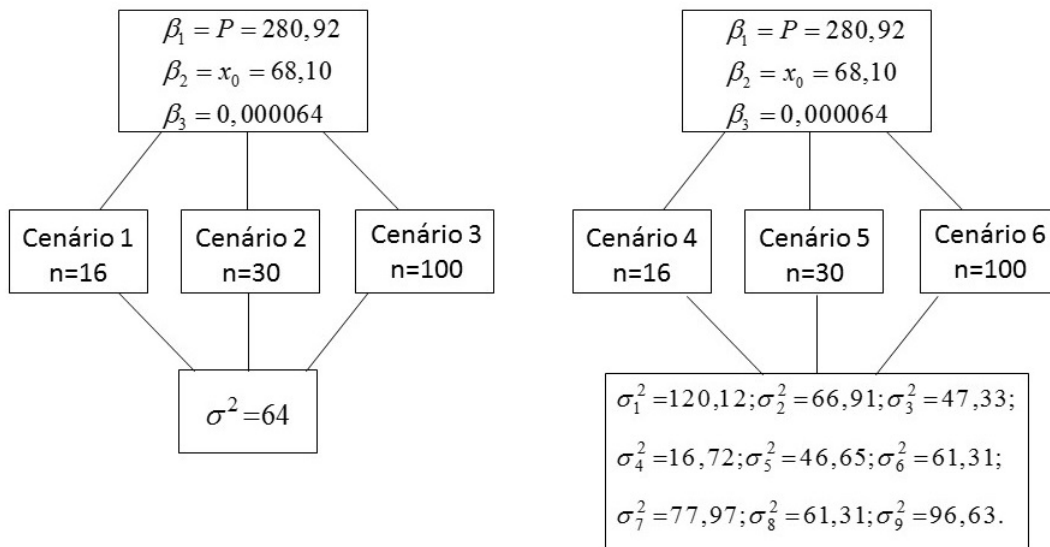 β₁ = P = 280,92
β₂ = x₀ = 68,10
β₃ = 0,000064
Cenário 1
n=16
Cenário 2
n=30
Cenário 3
n=100
σ² =64
β₁ = P = 280,92
β₂ = x₀ = 68,10
β₃ = 0,000064
Cenário 4
n=16
Cenário 5
n=30
Cenário 6
n=100
σ₁² =120,12;σ₂² =66,91;σ₃² =47,33;
σ₄² =16,72;σ₅² =46,65;σ₆² =61,31;
σ₇² =77,97;σ₈² =61,31;σ₉² =96,63.